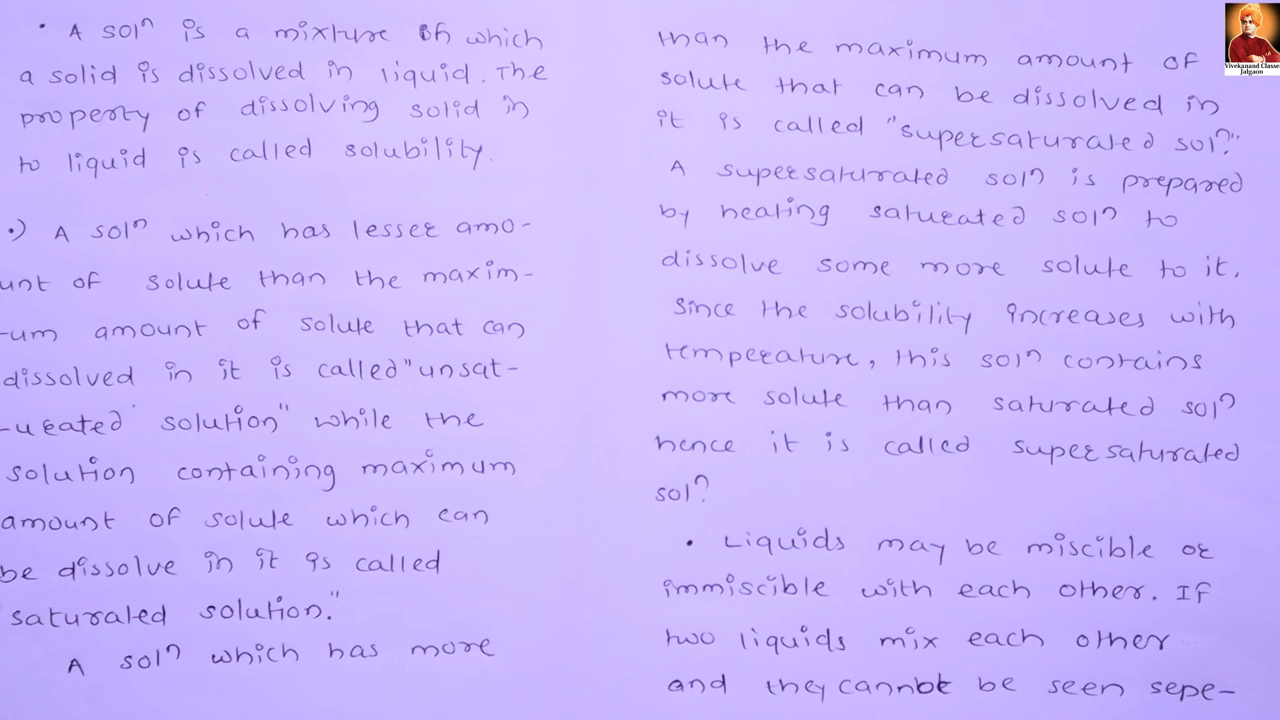 • A solⁿ is a mixture in which
a solid is dissolved in liquid. The
property of dissolving solid in
to liquid is called solubility.
•) A solⁿ which has lesser amo-
unt of solute than the maxim-
-um amount of solute that can
dissolved in it is called "unsat-
-urated solution" while the
solution containing maximum
amount of solute which can
be dissolve in it is called
saturated solution."
A solⁿ which has more
than the maximum amount of
solute that can be dissolved in
it is called "supersaturated solⁿ."
A supersaturated solⁿ is prepared
by heating saturated solⁿ to
dissolve some more solute to it.
Since the solubility increases with
temperature, this solⁿ contains
more solute than saturated solⁿ
hence it is called supersaturated
solⁿ
• Liquids may be miscible or
immiscible with each other. If
two liquids mix each other
and they cannot be seen sepe-
Vivekanand Classe
Jalgaon